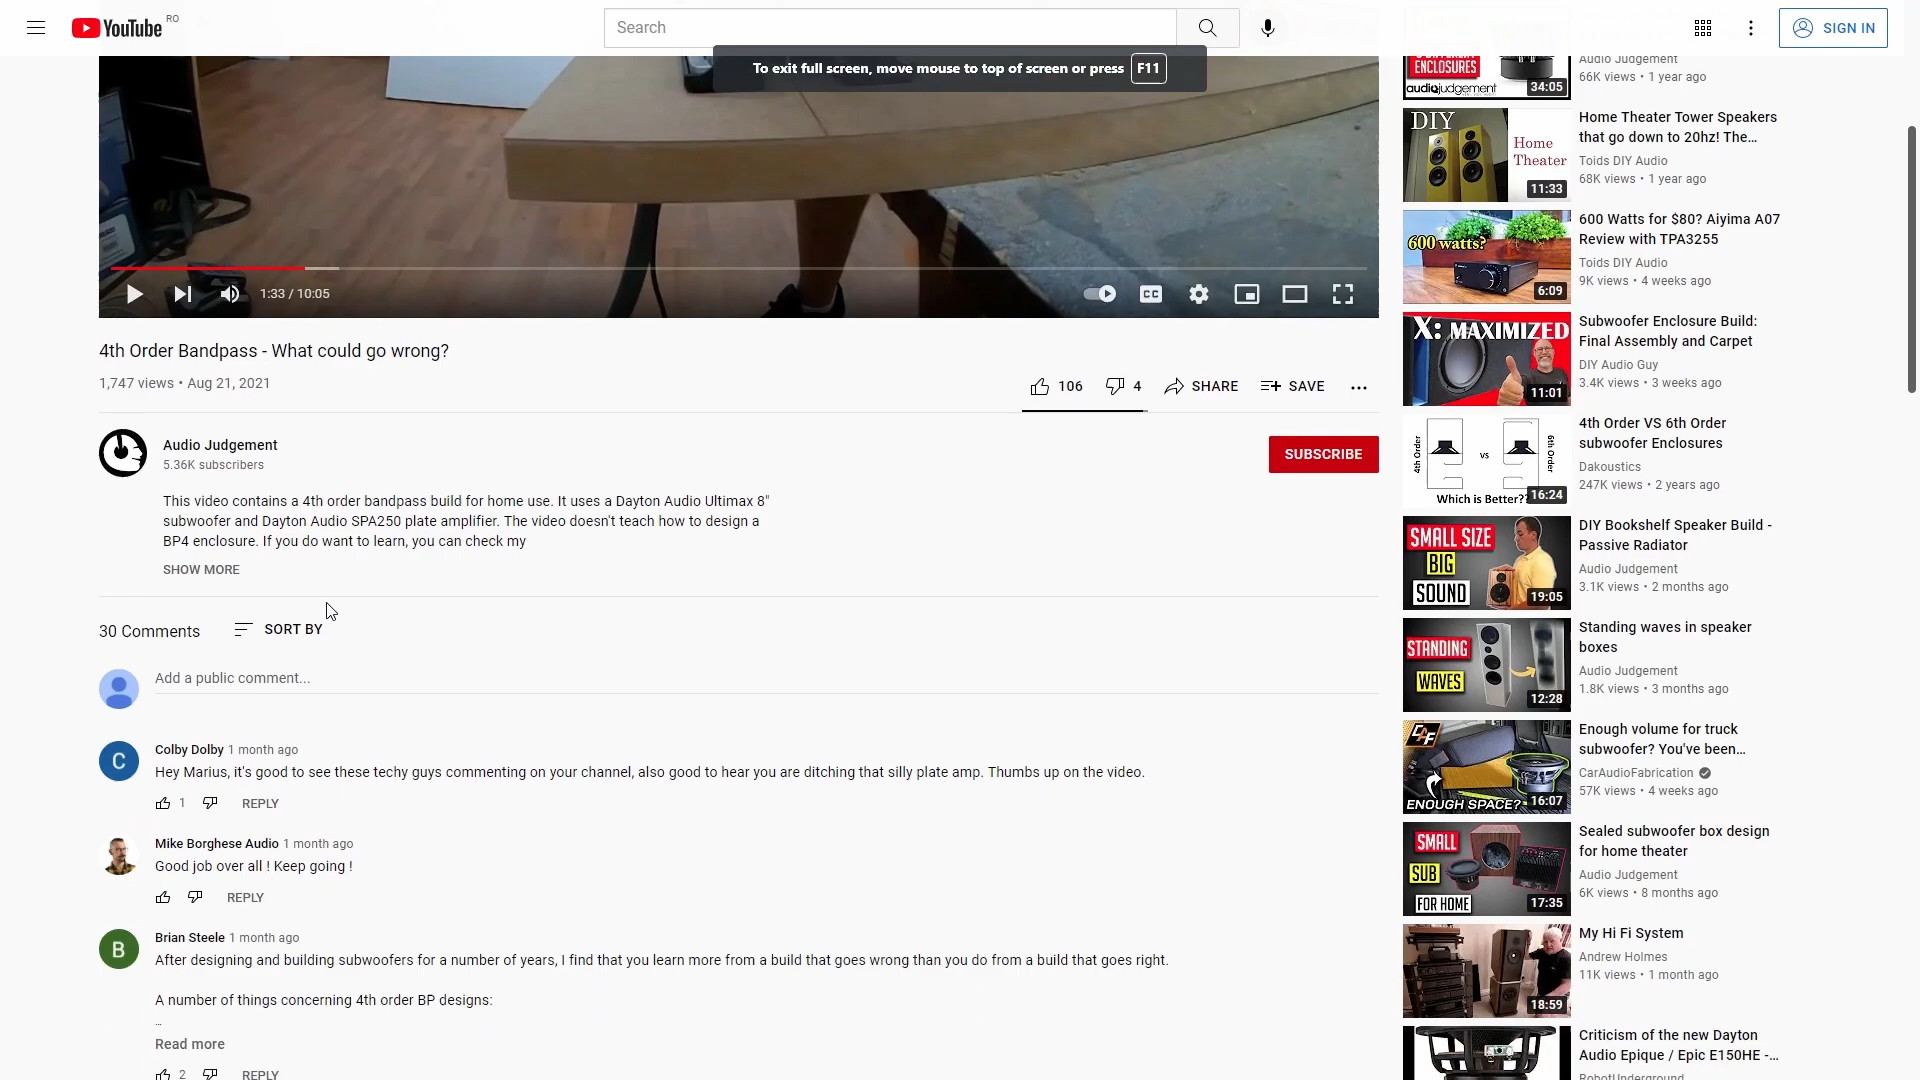 YouTube RO
Search
SIGN IN
To exit full screen, move mouse to top of screen or press F11
1:33 / 10:05
CC
4th Order Bandpass - What could go wrong?
1,747 views • Aug 21, 2021
106
4
SHARE
SAVE
Audio Judgement
5.36K subscribers
SUBSCRIBE
This video contains a 4th order bandpass build for home use. It uses a Dayton Audio Ultimax 8"
subwoofer and Dayton Audio SPA250 plate amplifier. The video doesn't teach how to design a
BP4 enclosure. If you do want to learn, you can check my
SHOW MORE
30 Comments
SORT BY
Add a public comment...
C
Colby Dolby 1 month ago
Hey Marius, it's good to see these techy guys commenting on your channel, also good to hear you are ditching that silly plate amp. Thumbs up on the video.
1
REPLY
Mike Borghese Audio 1 month ago
Good job over all ! Keep going !
REPLY
B
Brian Steele 1 month ago
After designing and building subwoofers for a number of years, I find that you learn more from a build that goes wrong than you do from a build that goes right.
A number of things concerning 4th order BP designs:
...
Read more
2
REPLY
ENCLOSURES
audiojudgement
34:05
Audio Judgement
66K views • 1 year ago
DIY
Home
Theater
11:33
Home Theater Tower Speakers
that go down to 20hz! The...
Toids DIY Audio
68K views • 1 year ago
600 watts?
6:09
600 Watts for $80? Aiyima A07
Review with TPA3255
Toids DIY Audio
9K views • 4 weeks ago
X: MAXIMIZED
11:01
Subwoofer Enclosure Build:
Final Assembly and Carpet
DIY Audio Guy
3.4K views • 3 weeks ago
4th Order
vs
6th Order
Which is Better??
16:24
4th Order VS 6th Order
subwoofer Enclosures
Dakoustics
247K views • 2 years ago
SMALL SIZE
BIG
SOUND
19:05
DIY Bookshelf Speaker Build -
Passive Radiator
Audio Judgement
3.1K views • 2 months ago
STANDING
WAVES
12:28
Standing waves in speaker
boxes
Audio Judgement
1.8K views • 3 months ago
CAF
ENOUGH SPACE?
16:07
Enough volume for truck
subwoofer? You've been...
CarAudioFabrication
57K views • 4 weeks ago
SMALL
SUB
FOR HOME
17:35
Sealed subwoofer box design
for home theater
Audio Judgement
6K views • 8 months ago
18:59
My Hi Fi System
Andrew Holmes
11K views • 1 month ago
Criticism of the new Dayton
Audio Epique / Epic E150HE -...
RobotUnderground